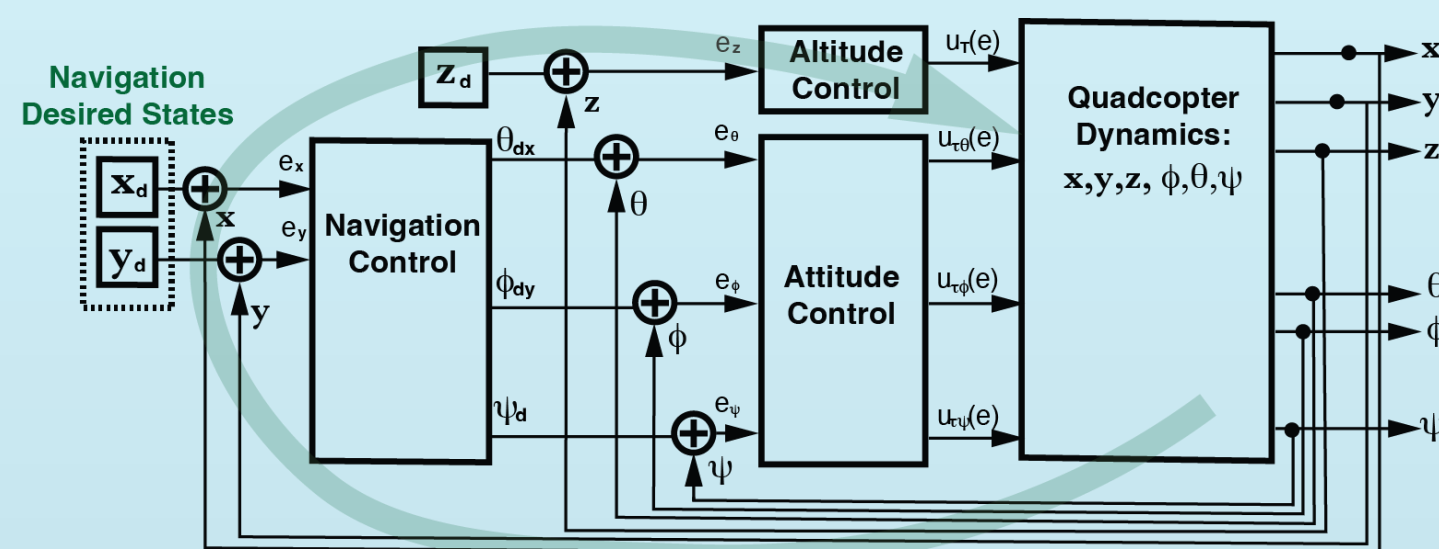 Navigation
Desired States
x_d
y_d
x
y
e_x
e_y
Navigation
Control
z_d
z
θ_dx
θ
ϕ_dy
ϕ
ψ_d
ψ
e_z
e_θ
e_ϕ
e_ψ
Altitude
Control
Attitude
Control
u_T(e)
u_τθ(e)
u_τϕ(e)
u_τψ(e)
Quadcopter
Dynamics:
x,y,z, ϕ,θ,ψ
x
y
z
θ
ϕ
ψ